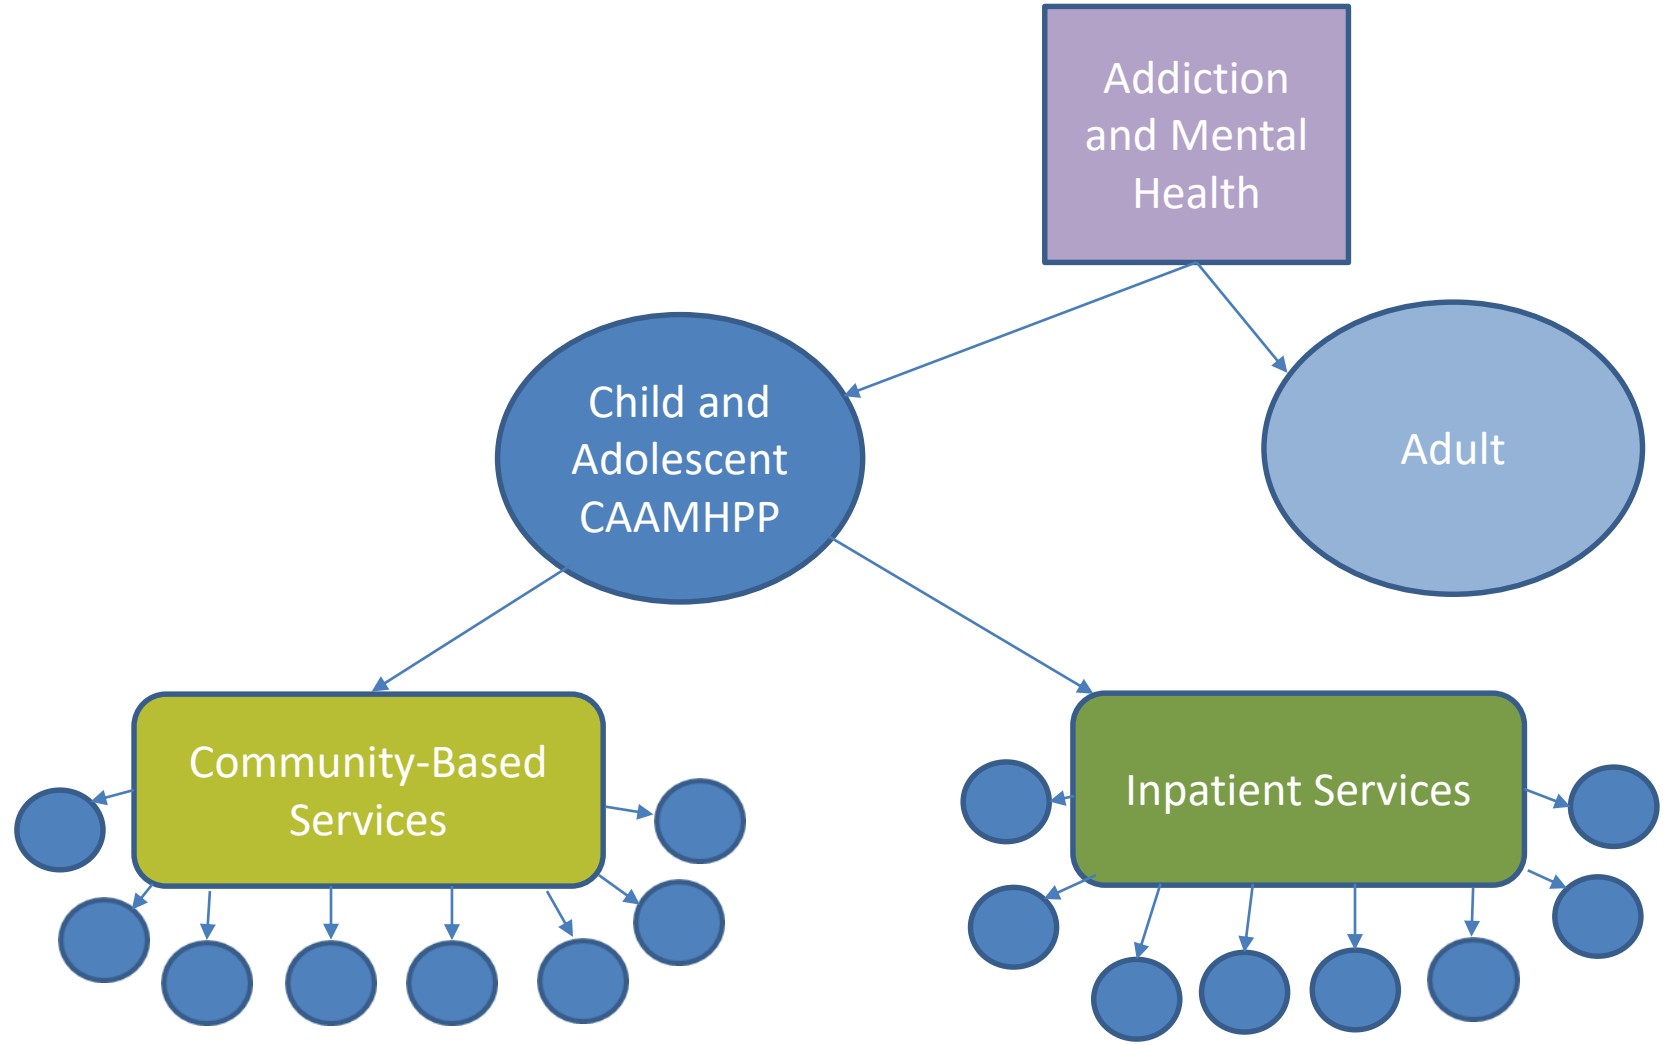 Addiction
and Mental
Health
Child and
Adolescent
CAAMHPP
Adult
Community-Based
Services
Inpatient Services